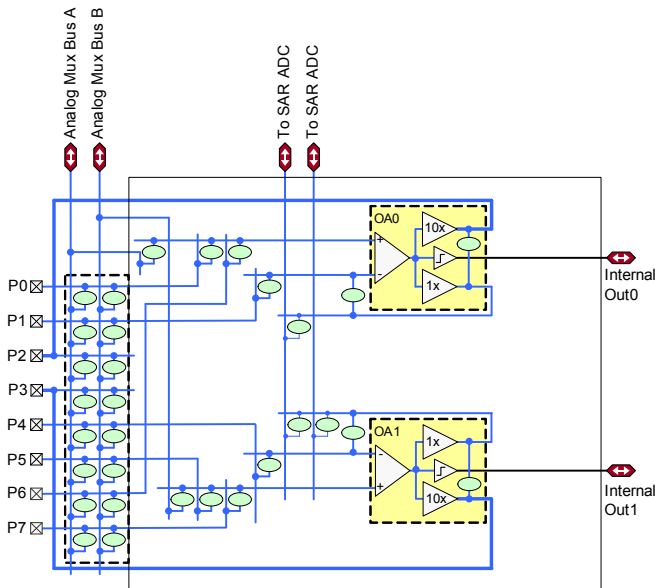 Analog Mux Bus A
Analog Mux Bus B
To SAR ADC
To SAR ADC
OA0
10x
+
-
1x
Internal
Out0
P0
P1
P2
P3
P4
P5
P6
P7
OA1
1x
-
+
10x
Internal
Out1